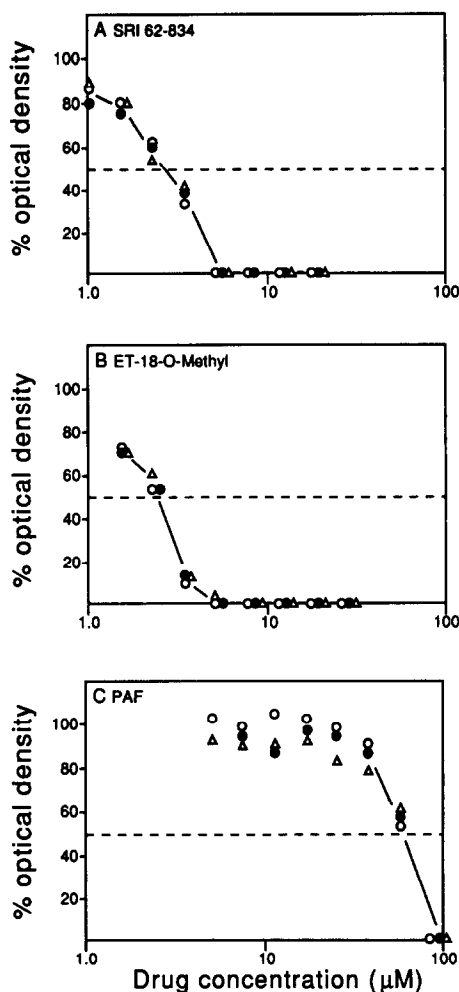 A SRI 62-834
100
80
60
40
20
% optical density
1.0 10 100
B ET-18-O-Methyl
100
80
60
40
20
% optical density
1.0 10 100
C PAF
100
80
60
40
20
% optical density
1.0 10 100
Drug concentration (μM)